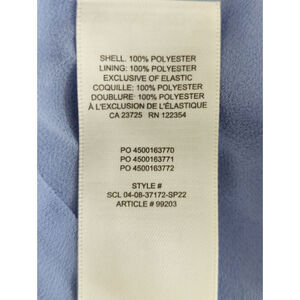 SHELL: 100% POLYESTER
LINING: 100% POLYESTER
EXCLUSIVE OF ELASTIC
COQUILLE: 100% POLYESTER
DOUBLURE: 100% POLYESTER
À L'EXCLUSION DE L'ÉLASTIQUE
CA 23725 RN 122354
PO 4500163770
PO 4500163771
PO 4500163772
STYLE #
SCL 04-08-37172-SP22
ARTICLE # 99203